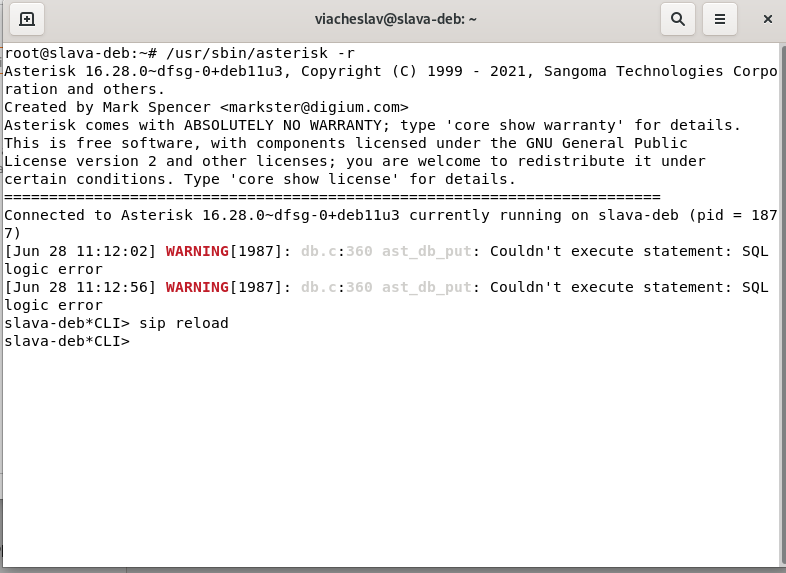 viacheslav@slava-deb: ~
root@slava-deb:~# /usr/sbin/asterisk -r
Asterisk 16.28.0~dfsg-0+deb11u3, Copyright (C) 1999 - 2021, Sangoma Technologies Corpo
ration and others.
Created by Mark Spencer <markster@digium.com>
Asterisk comes with ABSOLUTELY NO WARRANTY; type 'core show warranty' for details.
This is free software, with components licensed under the GNU General Public
License version 2 and other licenses; you are welcome to redistribute it under
certain conditions. Type 'core show license' for details.
=========================================================================
Connected to Asterisk 16.28.0~dfsg-0+deb11u3 currently running on slava-deb (pid = 187
7)
[Jun 28 11:12:02] WARNING[1987]: db.c:360 ast_db_put: Couldn't execute statement: SQL
logic error
[Jun 28 11:12:56] WARNING[1987]: db.c:360 ast_db_put: Couldn't execute statement: SQL
logic error
slava-deb*CLI> sip reload
slava-deb*CLI>